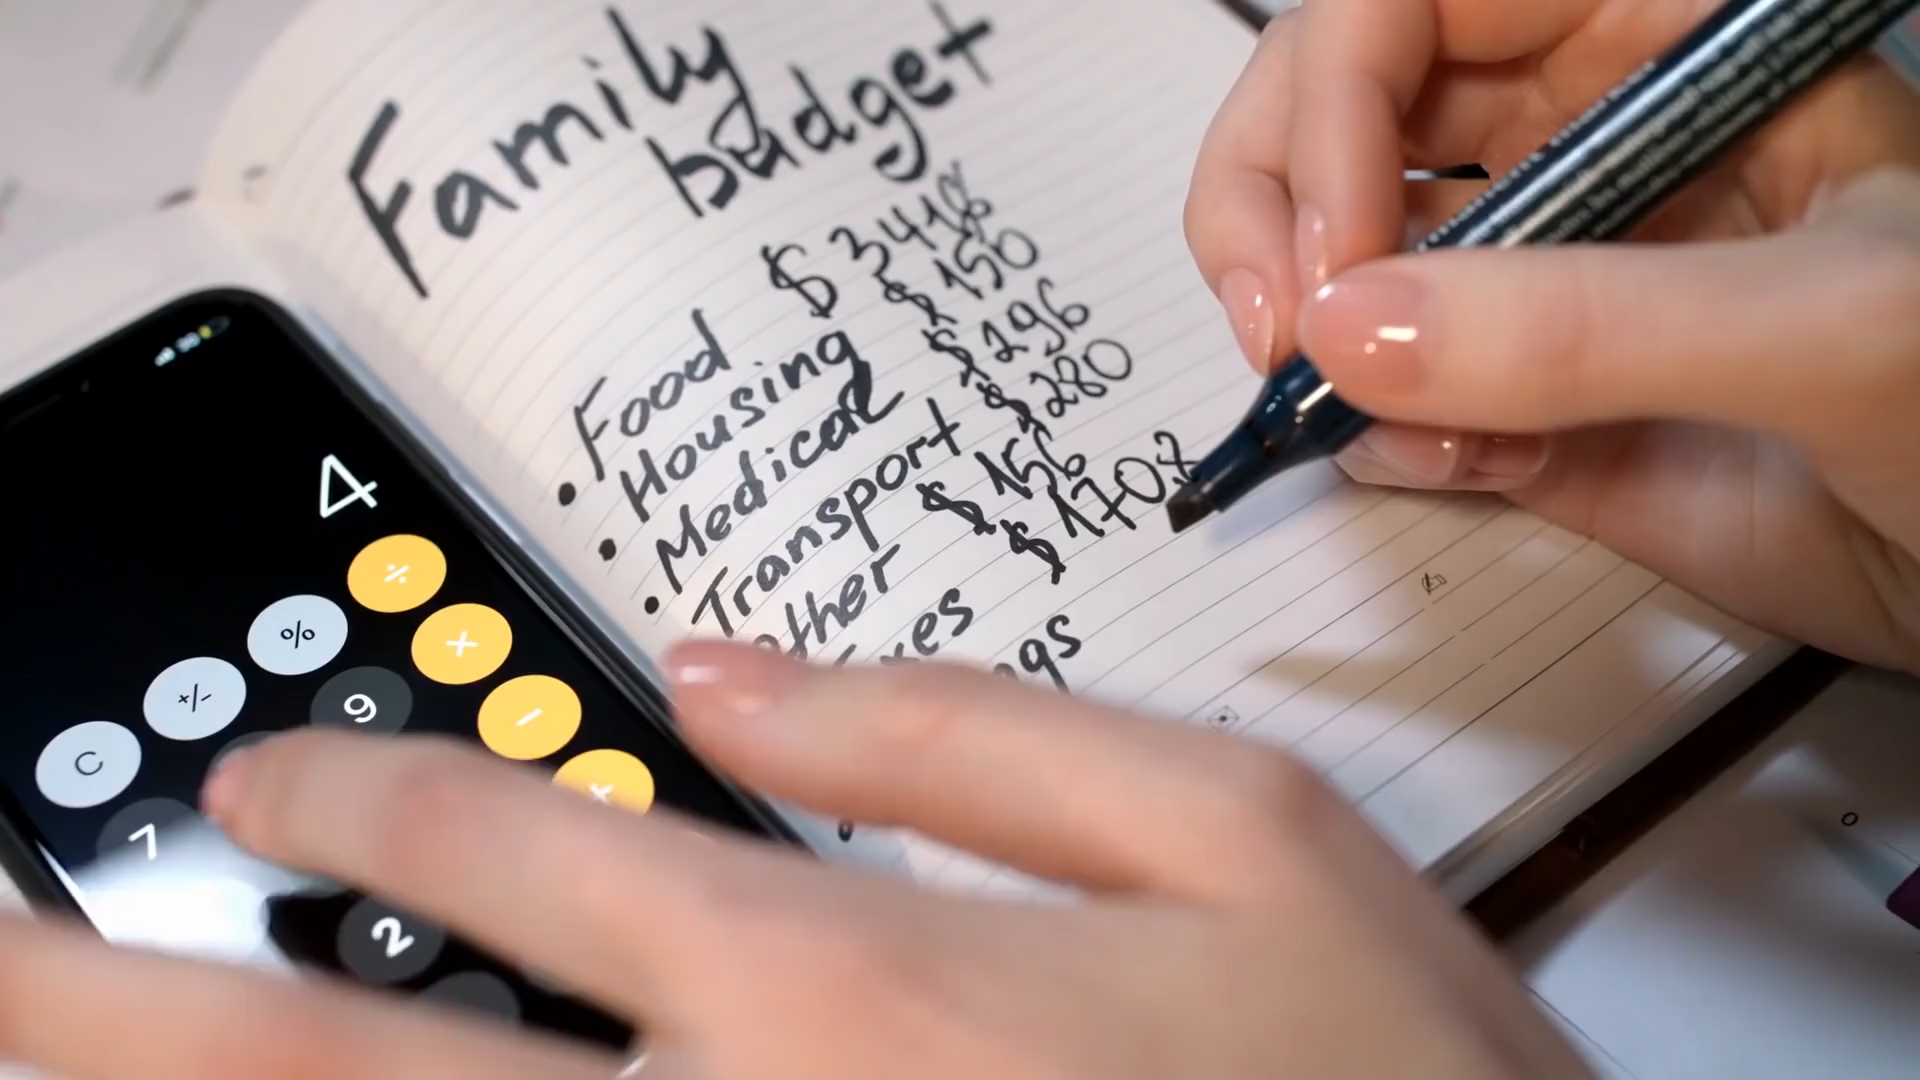 Family
budget
Food $ 3418
• Housing $ 150
• Medical $ 296
• Transport $ 280
other $ 156
$ 1708
4
÷
% ×
+/- 9 −
C
7
2